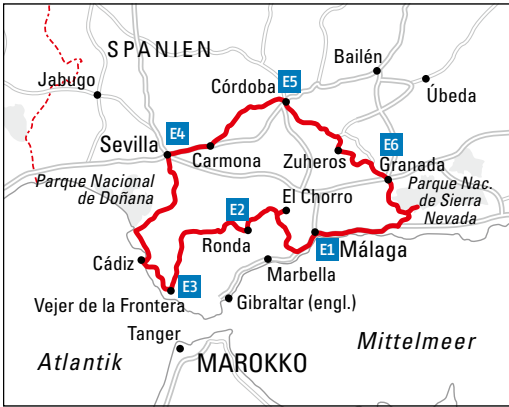 SPANIEN
Bailén
Jabugo
Córdoba
E5
Úbeda
Sevilla
E4
Carmona
Zuheros
E6
Granada
Parque Nacional
de Doñana
Parque Nac.
de Sierra
Nevada
El Chorro
E2
Ronda
E1
Málaga
Cádiz
Marbella
E3
Vejer de la Frontera
Gibraltar (engl.)
Tanger
Mittelmeer
Atlantik
MAROKKO